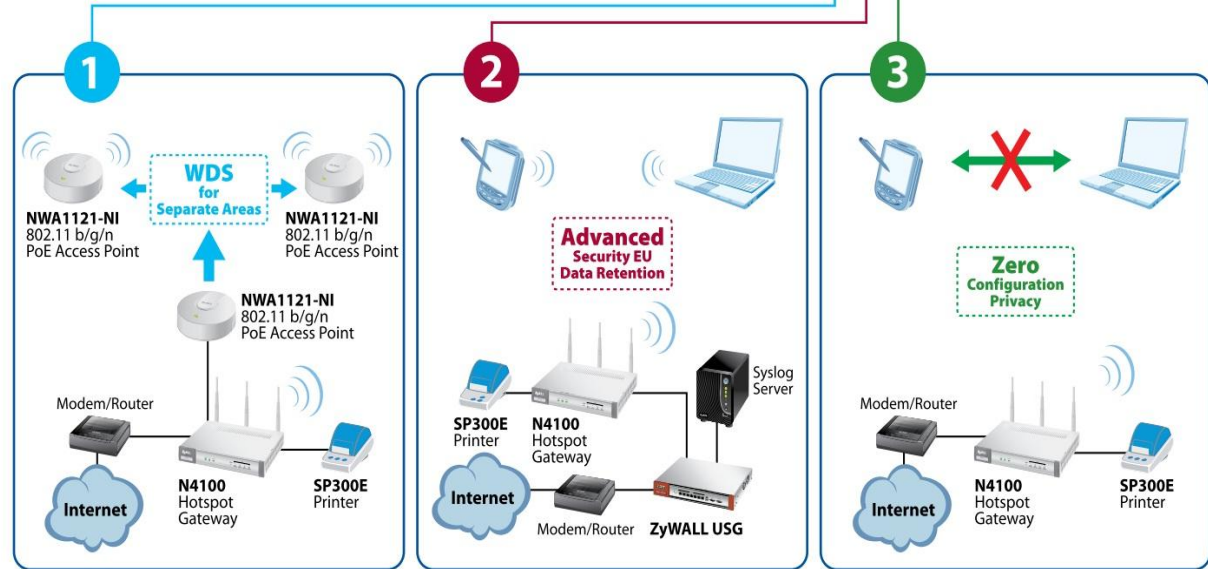 1
WDS
for
Separate Areas
NWA1121-NI
802.11 b/g/n
PoE Access Point
NWA1121-NI
802.11 b/g/n
PoE Access Point
NWA1121-NI
802.11 b/g/n
PoE Access Point
Modem/Router
Internet
N4100
Hotspot
Gateway
SP300E
Printer
2
Advanced
Security EU
Data Retention
SP300E
Printer
N4100
Hotspot
Gateway
Syslog
Server
Internet
Modem/Router
ZyWALL USG
3
Zero
Configuration
Privacy
Modem/Router
Internet
N4100
Hotspot
Gateway
SP300E
Printer